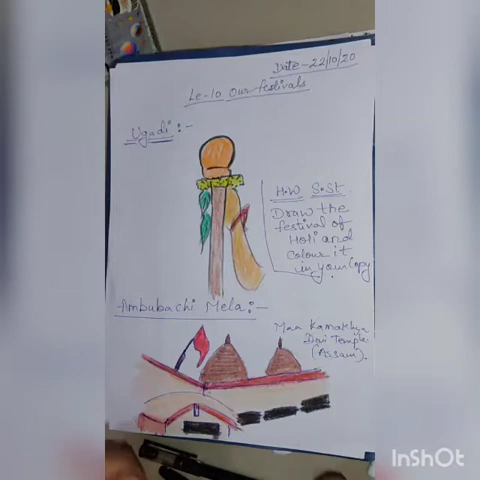 Date-22/10/20
Le-10 Our festivals
Ugadi:-
H.W S.St.
Draw the
festival of
Holi and
colour it
in your Copy
Ambubachi Mela:-
Maa Kamakhya
Devi Temple
(Assam).
InShOt